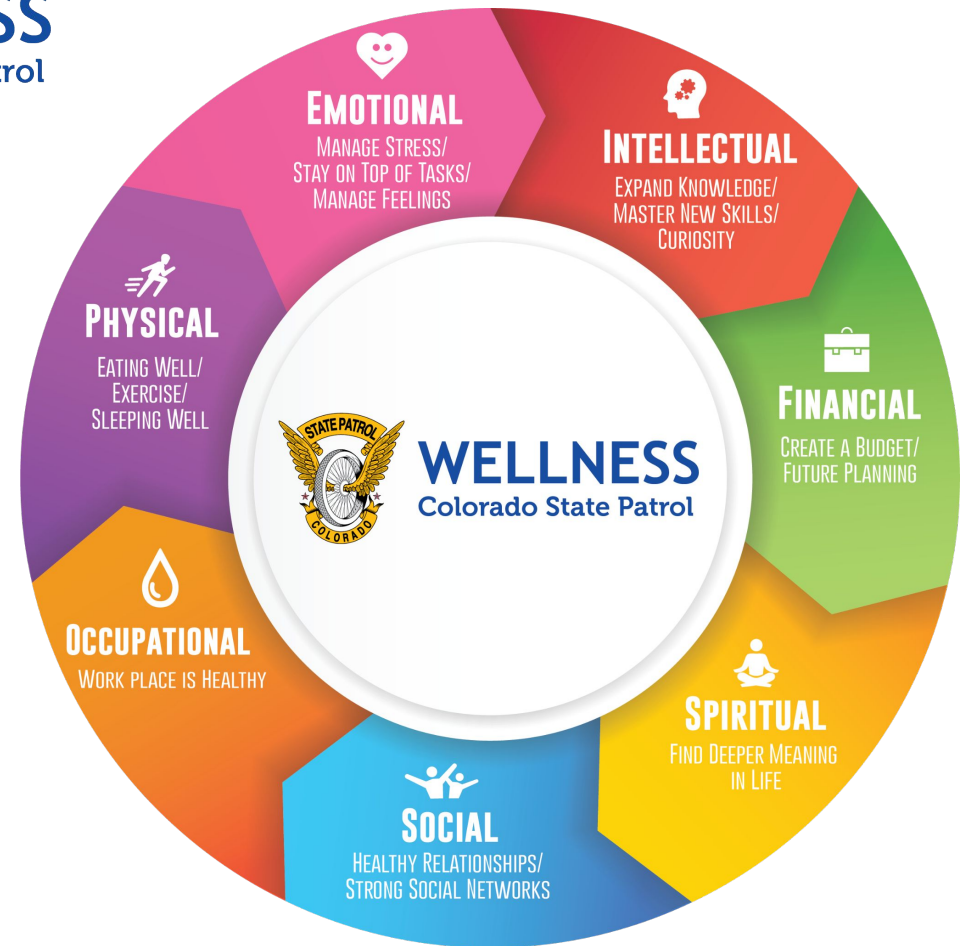 EMOTIONAL
MANAGE STRESS/
STAY ON TOP OF TASKS/
MANAGE FEELINGS
INTELLECTUAL
EXPAND KNOWLEDGE/
MASTER NEW SKILLS/
CURIOSITY
FINANCIAL
CREATE A BUDGET/
FUTURE PLANNING
SPIRITUAL
FIND DEEPER MEANING
IN LIFE
SOCIAL
HEALTHY RELATIONSHIPS/
STRONG SOCIAL NETWORKS
OCCUPATIONAL
WORK PLACE IS HEALTHY
PHYSICAL
EATING WELL/
EXERCISE/
SLEEPING WELL
STATE PATROL
COLORADO
WELLNESS
Colorado State Patrol